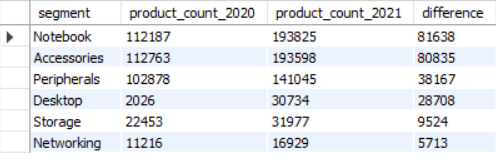 segment product_count_2020 product_count_2021 difference
Notebook 112187 193825 81638
Accessories 112763 193598 80835
Peripherals 102878 141045 38167
Desktop 2026 30734 28708
Storage 22453 31977 9524
Networking 11216 16929 5713